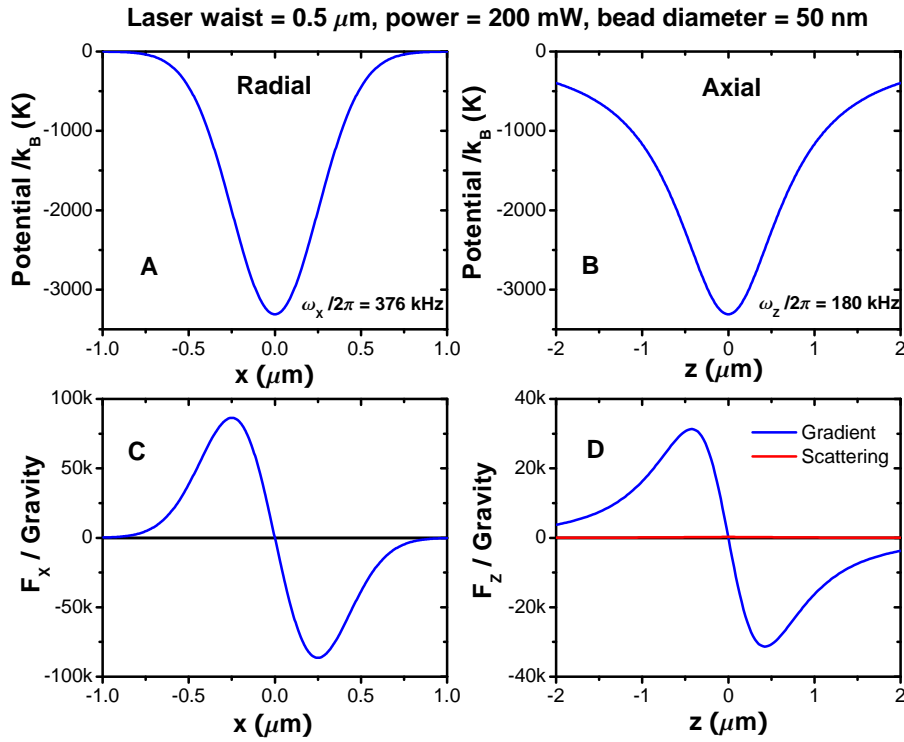 Laser waist = 0.5 μm, power = 200 mW, bead diameter = 50 nm
Potential /k_B (K)
0
-1000
-2000
-3000
Radial
A
ω_x /2π = 376 kHz
-1.0 -0.5 0.0 0.5 1.0
x (μm)
Potential /k_B (K)
0
-1000
-2000
-3000
Axial
B
ω_z /2π = 180 kHz
-2 -1 0 1 2
z (μm)
F_x / Gravity
100k
50k
0
-50k
-100k
C
-1.0 -0.5 0.0 0.5 1.0
x (μm)
F_z / Gravity
40k
20k
0
-20k
-40k
D
Gradient
Scattering
-2 -1 0 1 2
z (μm)